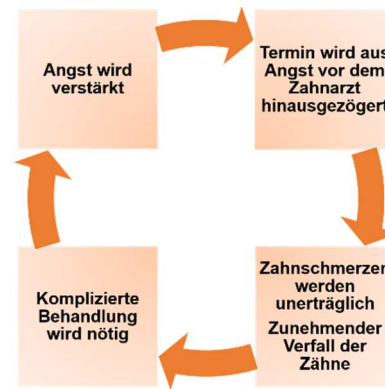 Angst wird
verstärkt
Termin wird aus
Angst vor dem
Zahnarzt
hinausgezögert
Zahnschmerzen
werden
unerträglich
Zunehmender
Verfall der
Zähne
Komplizierte
Behandlung
wird nötig